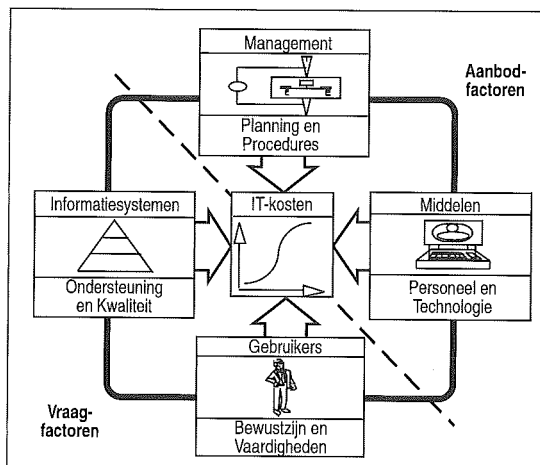 Management
Planning en
Procedures
Aanbod-
factoren
Informatiesystemen
Ondersteuning
en Kwaliteit
IT-kosten
Middelen
Personeel en
Technologie
Gebruikers
Bewustzijn en
Vaardigheden
Vraag-
factoren